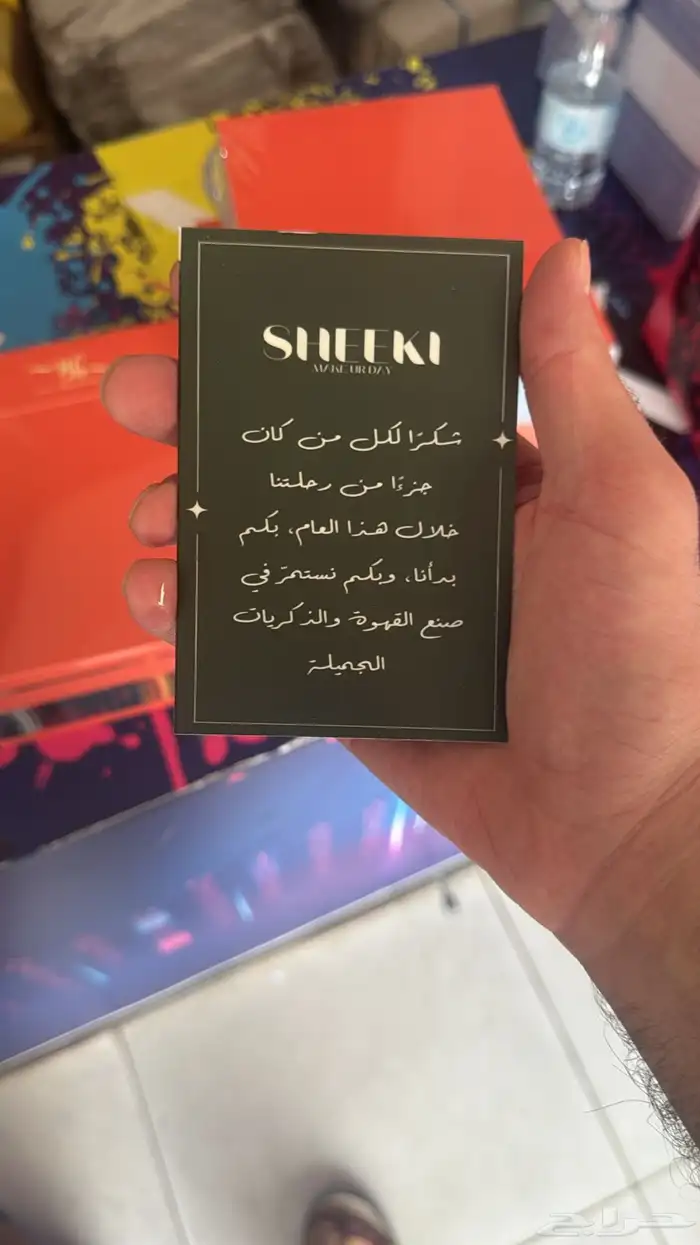 SHEEKI
MAKE UR DAY
شكرًا لكل من كان
جزءًا من رحلتنا
خلال هذا العام، بكم
بدأنا، وبكم نستمرّ في
صنع القهوة والذكريات
الجميلة
حراج